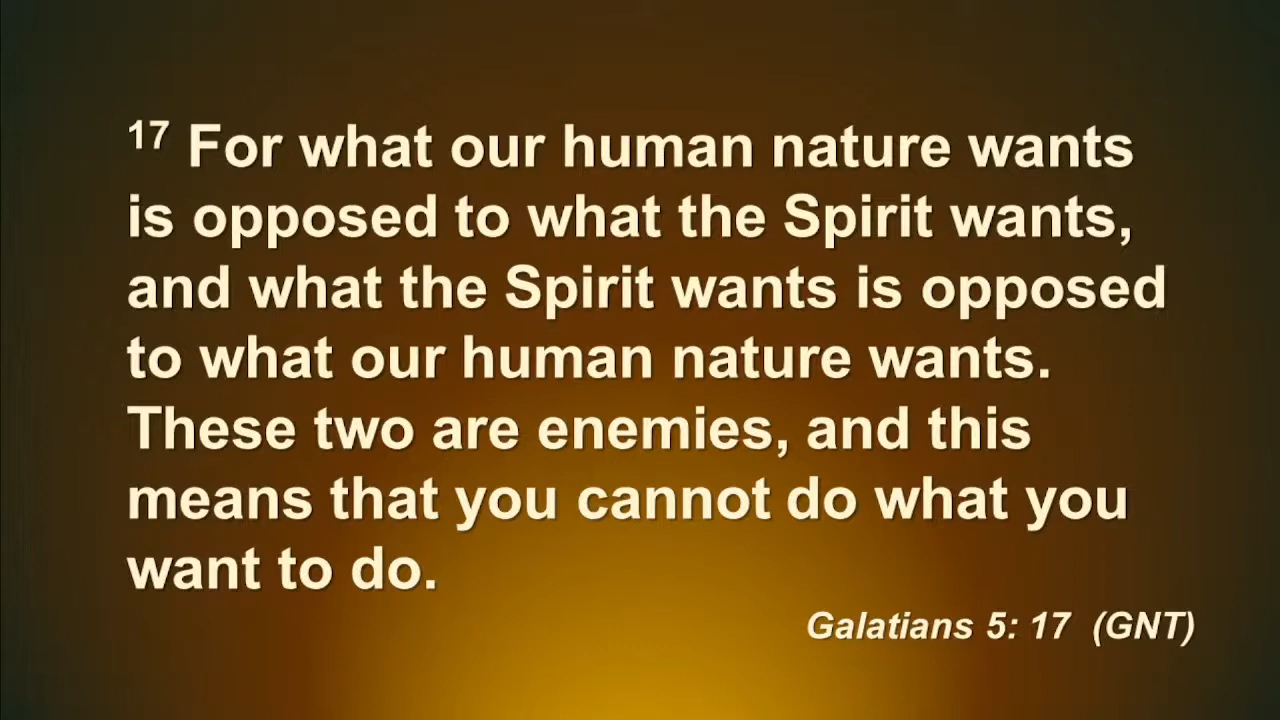 17 For what our human nature wants
is opposed to what the Spirit wants,
and what the Spirit wants is opposed
to what our human nature wants.
These two are enemies, and this
means that you cannot do what you
want to do.
Galatians 5: 17 (GNT)